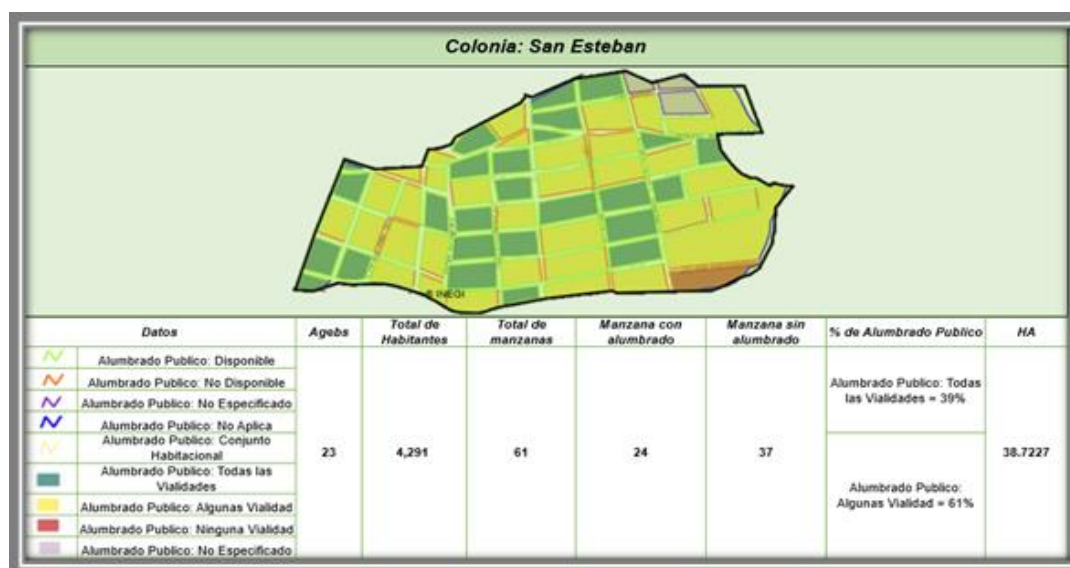 Colonia: San Esteban
® INEGI
Datos
Agebs
Total de
Habitantes
Total de
manzanas
Manzana con
alumbrado
Manzana sin
alumbrado
% de Alumbrado Publico
HA
Alumbrado Publico: Disponible
Alumbrado Publico: No Disponible
Alumbrado Publico: No Especificado
Alumbrado Publico: No Aplica
Alumbrado Publico: Conjunto
Habitacional
Alumbrado Publico: Todas las
Vialidades
Alumbrado Publico: Algunas Vialidad
Alumbrado Publico: Ninguna Vialidad
Alumbrado Publico: No Especificado
23
4,291
61
24
37
Alumbrado Publico: Todas
las Vialidades = 39%
Alumbrado Publico:
Algunas Vialidad = 61%
38.7227